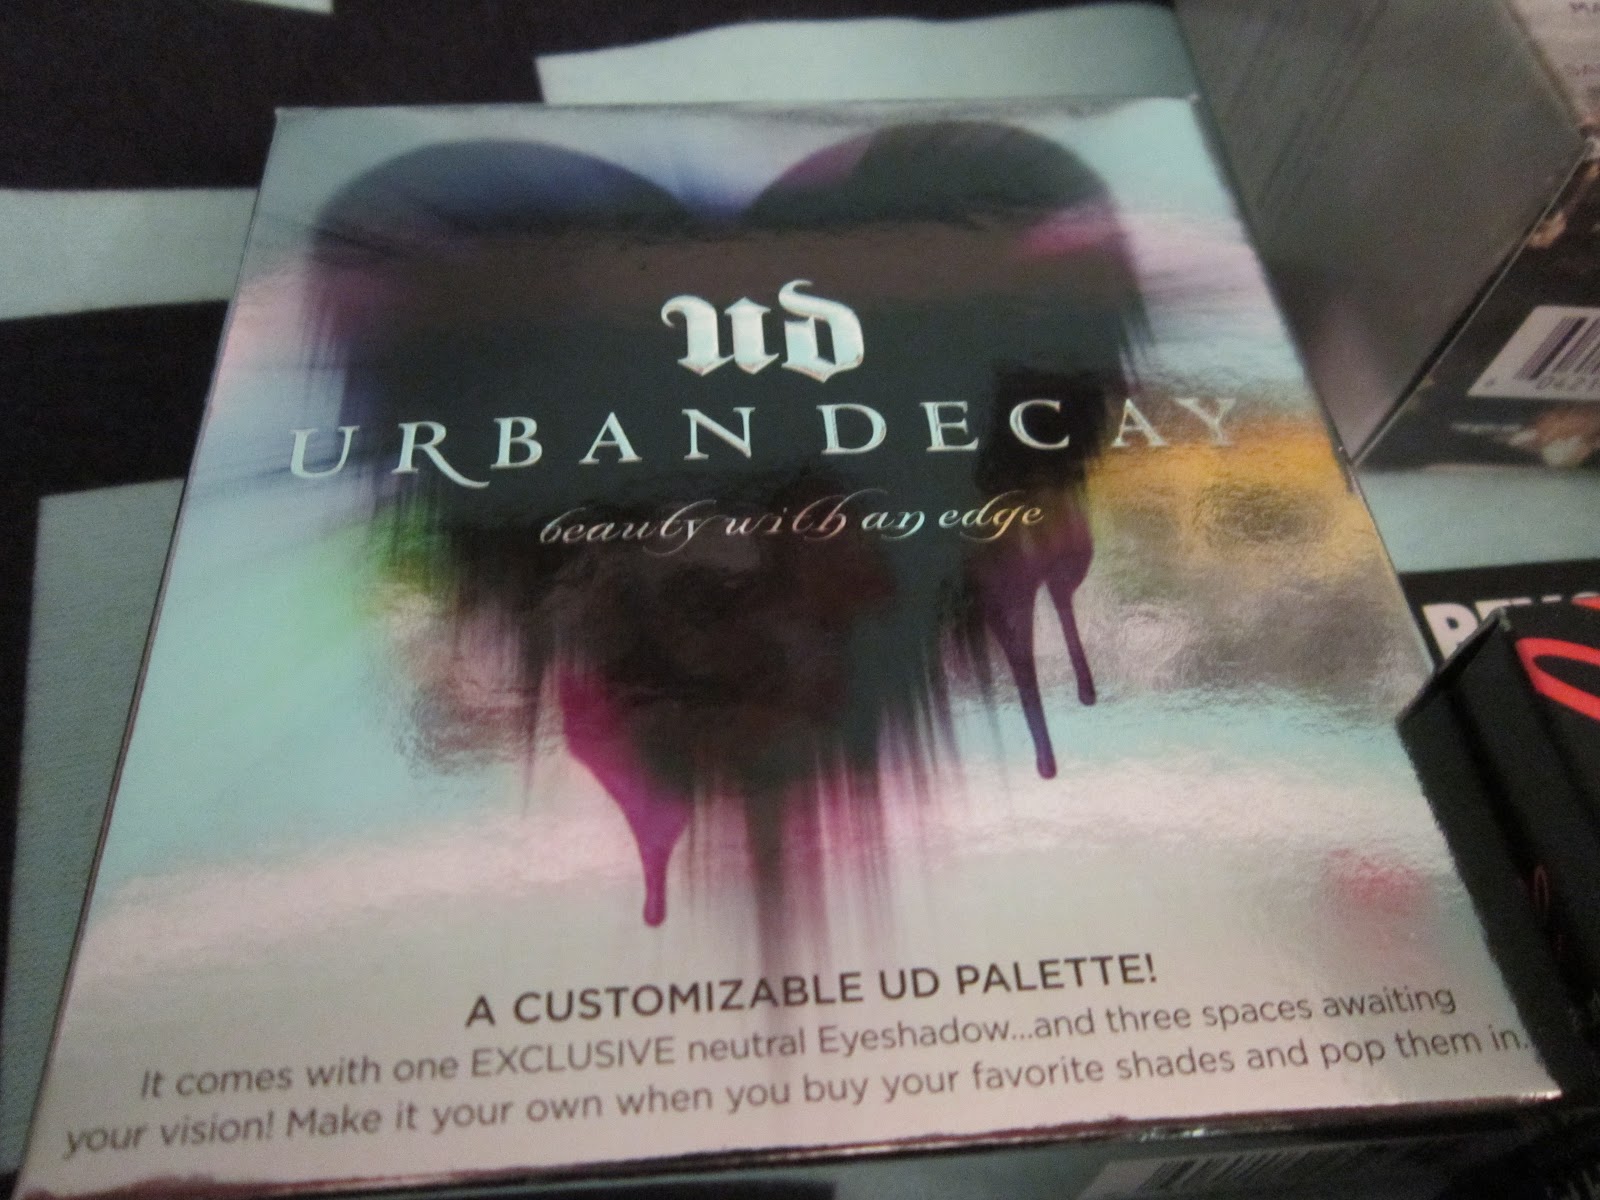 ud
URBAN DECAY
beauty with an edge
A CUSTOMIZABLE UD PALETTE!
It comes with one EXCLUSIVE neutral Eyeshadow...and three spaces awaiting
your vision! Make it your own when you buy your favorite shades and pop them in.